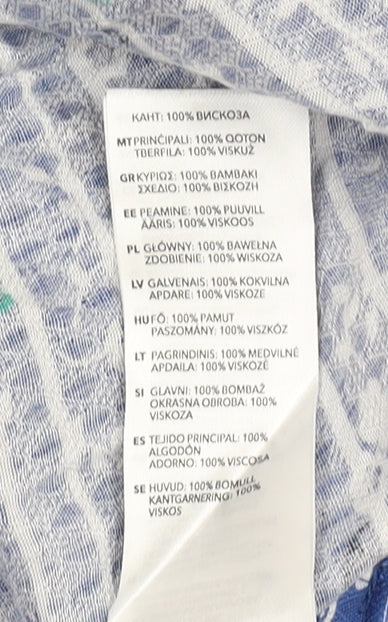 КАНТ: 100% ВИСКОЗА
MT PRINĊIPALI: 100% QOTON
TBERFILA: 100% VISKUŻ
GR ΚΥΡΙΩΣ: 100% ΒΑΜΒΑΚΙ
ΣΧΕΔΙΟ: 100% ΒΙΣΚΟΖΗ
EE PEAMINE: 100% PUUVILL
ÄÄRIS: 100% VISKOOS
PL GŁÓWNY: 100% BAWEŁNA
ZDOBIENIE: 100% WISKOZA
LV GALVENAIS: 100% KOKVILNA
APDARE: 100% VISKOZE
HU FŐ: 100% PAMUT
PASZOMÁNY: 100% VISZKÓZ
LT PAGRINDINIS: 100% MEDVILNĖ
APDAILA: 100% VISKOZĖ
SI GLAVNI: 100% BOMBAŽ
OKRASNA OBROBA: 100%
VISKOZA
ES TEJIDO PRINCIPAL: 100%
ALGODÓN
ADORNO: 100% VISCOSA
SE HUVUD: 100% BOMULL
KANTGARNERING: 100%
VISKOS